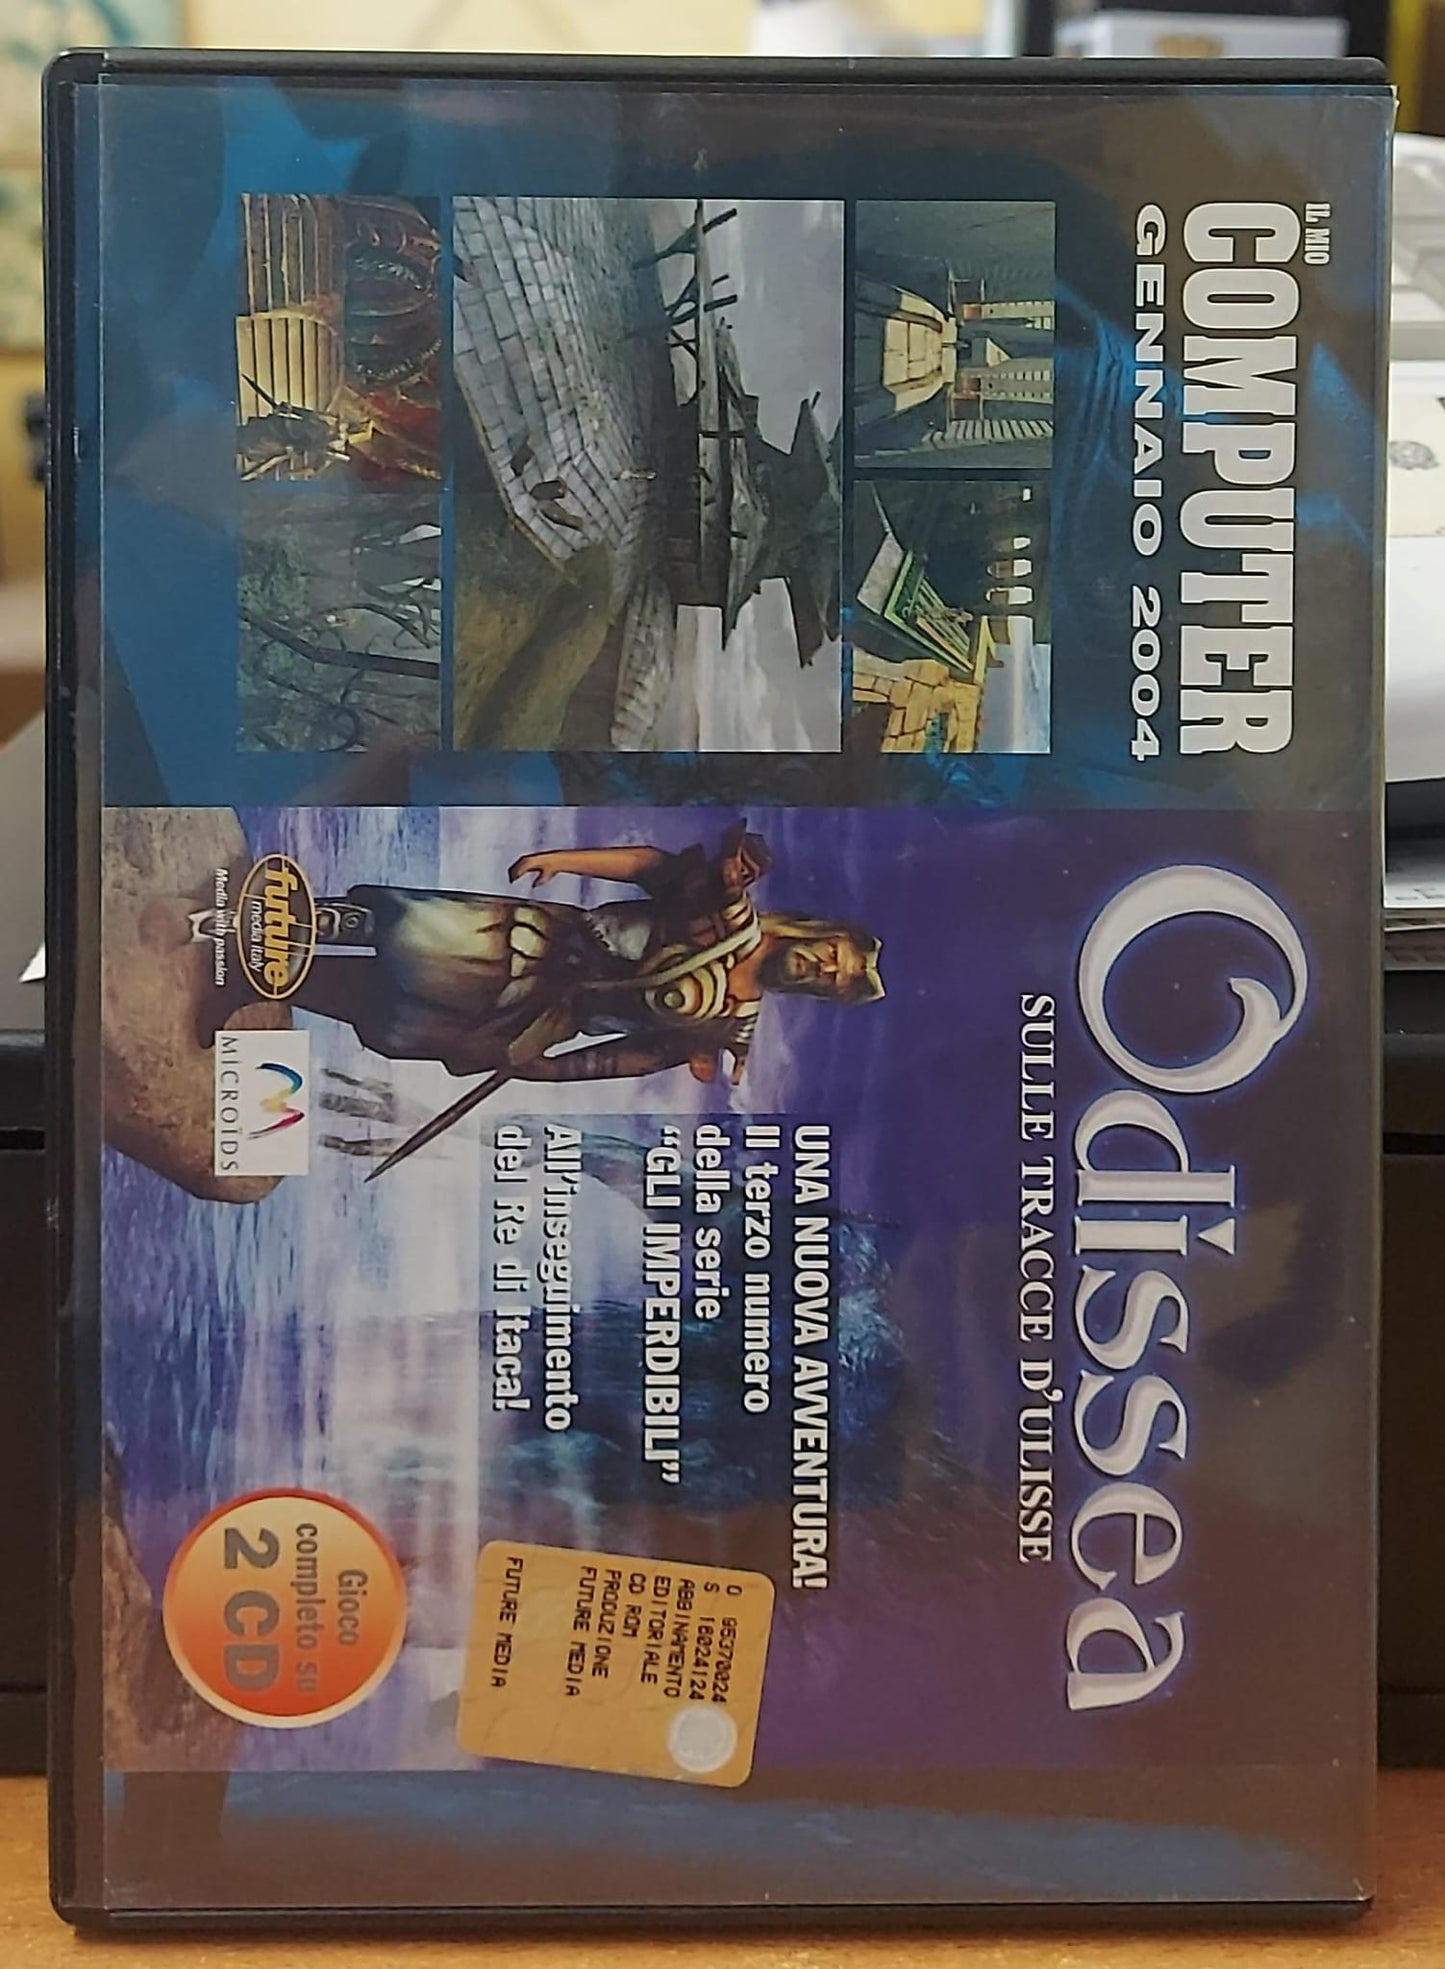 IL MIO
COMPUTER
GENNAIO 2004
Odissea
SULLE TRACCE D'ULISSE
UNA NUOVA AVVENTURA!
Il terzo numero
della serie
“GLI IMPERDIBILI”
All'inseguimento
del Re di Itaca!
future
media italy
Media with passion
MICROÏDS
O 95370024
S 18024124
ABBINAMENTO
EDITORIALE
CD ROM
PRODUZIONE
FUTURE MEDIA
FUTURE MEDIA
Gioco
completo su
2 CD